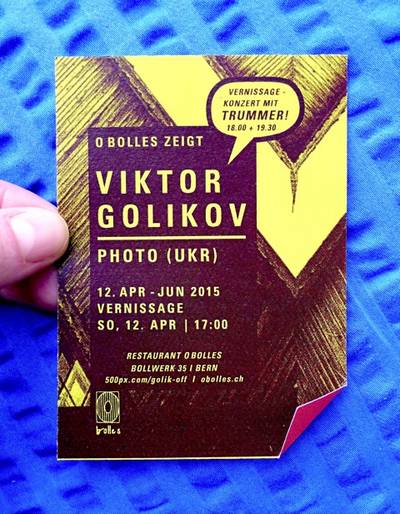 VERNISSAGE -
KONZERT MIT
TRUMMER!
18.00 + 19.30
O BOLLES ZEIGT
VIKTOR
GOLIKOV
PHOTO (UKR)
12. APR - JUN 2015
VERNISSAGE
SO, 12. APR | 17:00
RESTAURANT O BOLLES
BOLLWERK 35 I BERN
500px.com/golik-off I obolles.ch
bolles